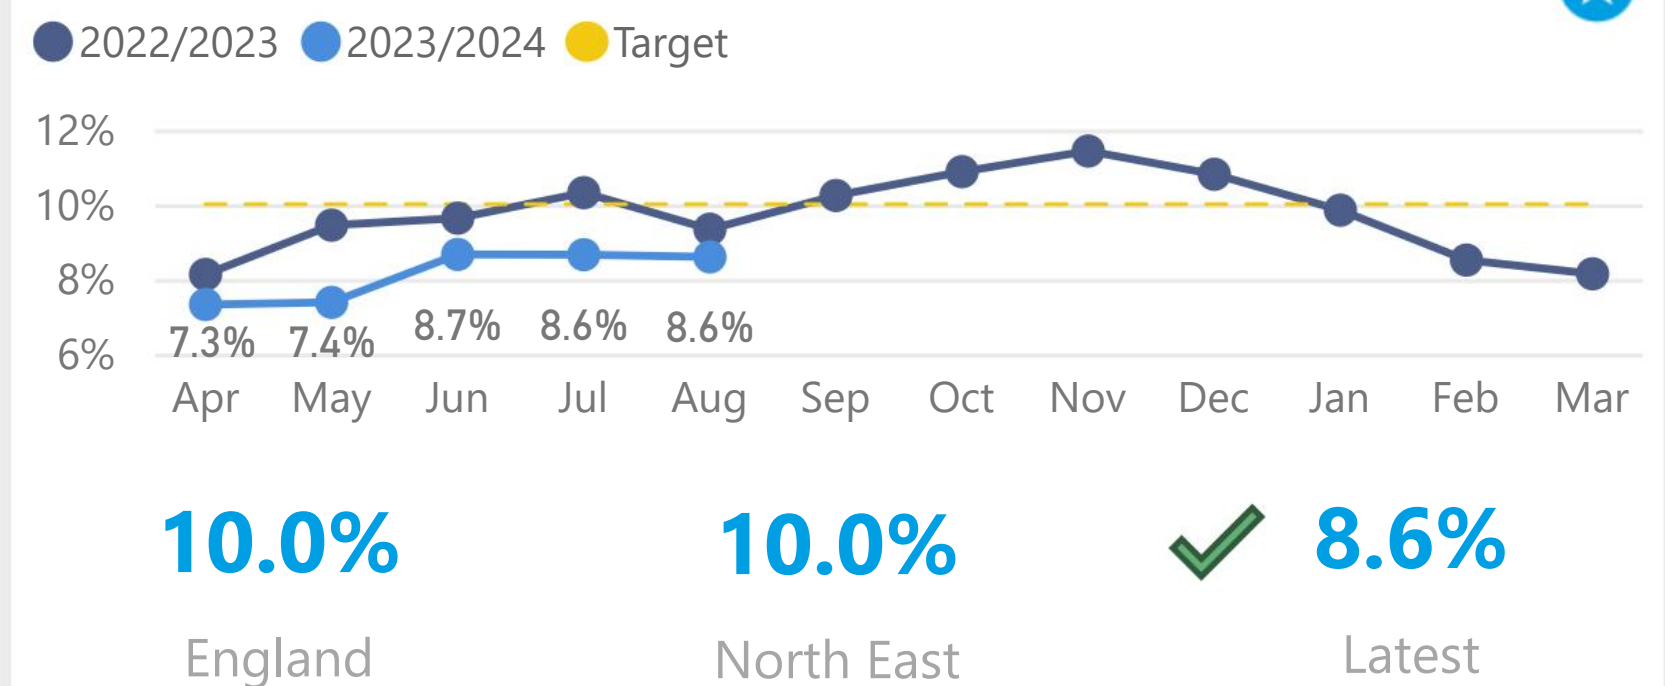 2022/2023 2023/2024 Target
12%
10%
8%
6%
7.3% 7.4% 8.7% 8.6% 8.6%
Apr May Jun Jul Aug Sep Oct Nov Dec Jan Feb Mar
10.0% 10.0% 8.6%
England North East Latest